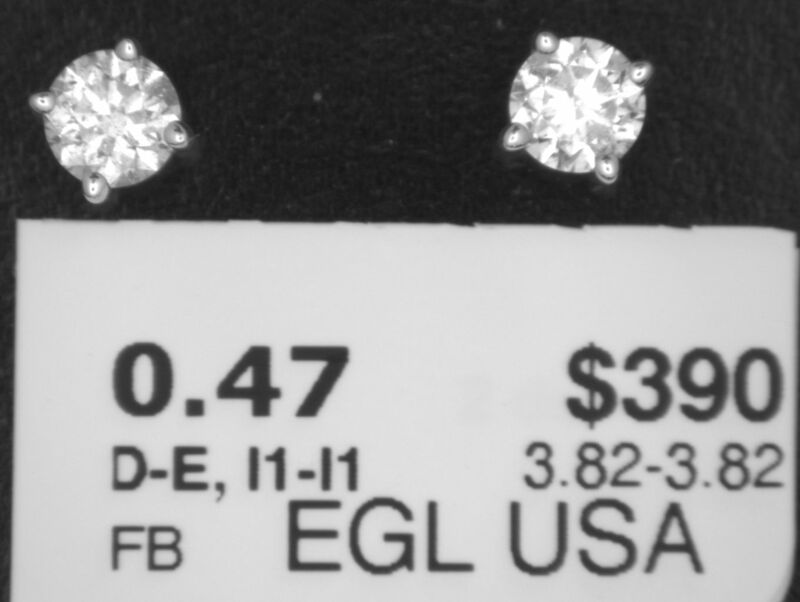 0.47 $390
D-E, I1-I1 3.82-3.82
FB EGL USA